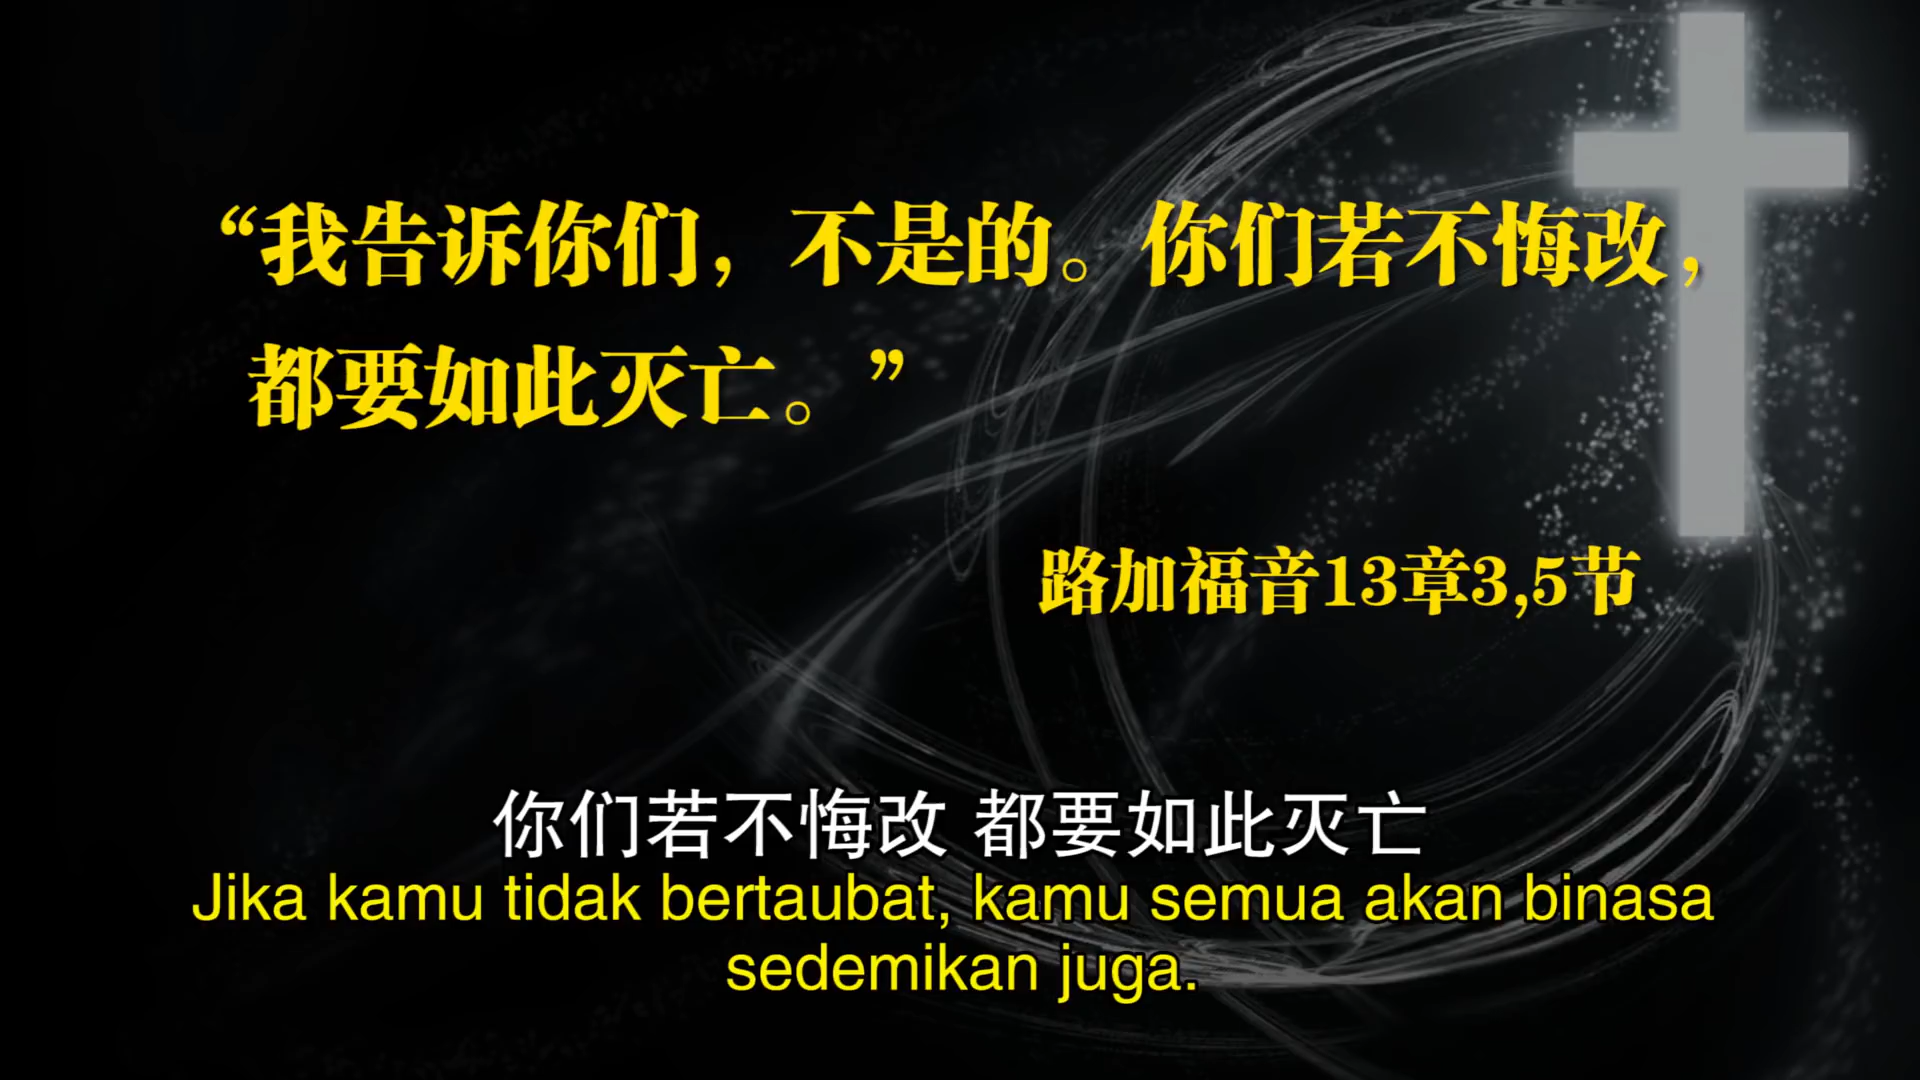 “我告诉你们，不是的。你们若不悔改，
都要如此灭亡。”
路加福音13章3,5节
你们若不悔改 都要如此灭亡
Jika kamu tidak bertaubat, kamu semua akan binasa
sedemikan juga.